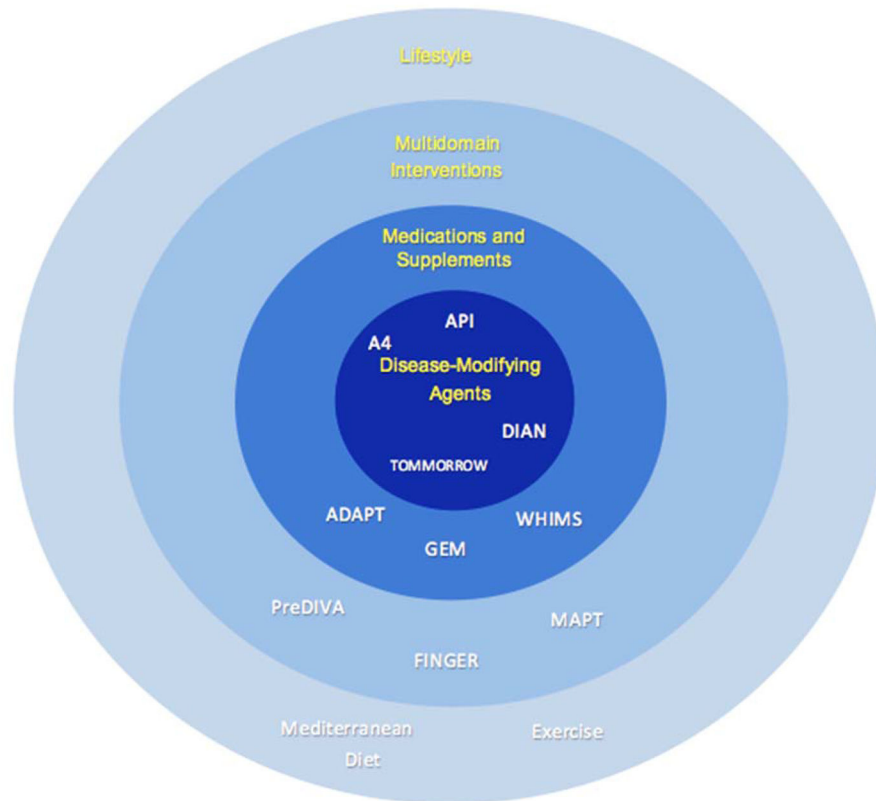 Lifestyle
Multidomain
Interventions
Medications and
Supplements
API
A4
Disease-Modifying
Agents
DIAN
TOMMORROW
ADAPT
WHIMS
GEM
PreDIVA
MAPT
FINGER
Mediterranean
Diet
Exercise